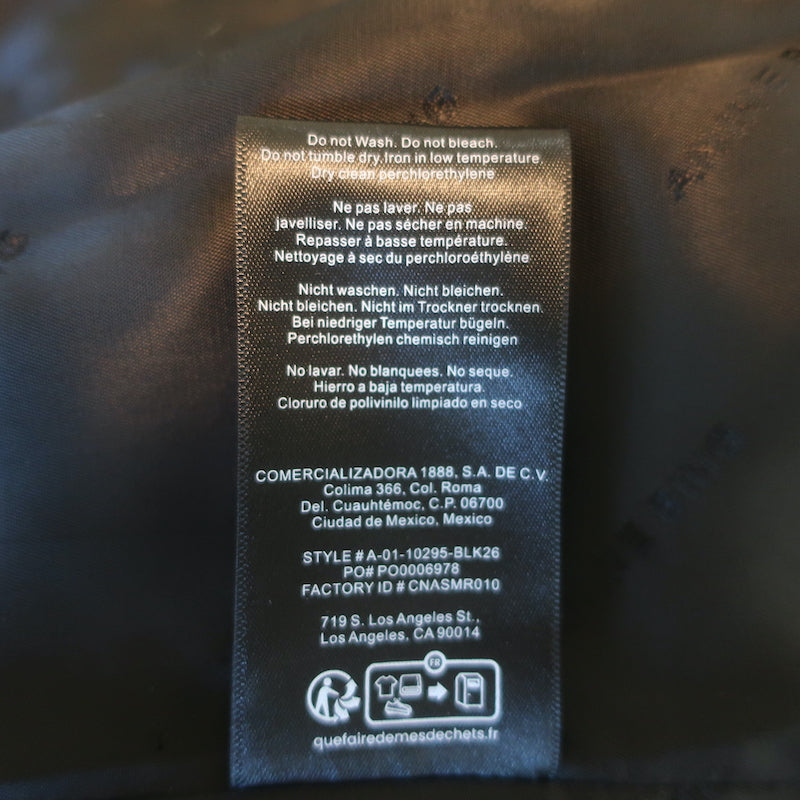 Do not Wash. Do not bleach.
Do not tumble dry.Iron in low temperature
Dry clean perchlorethylene
Ne pas laver. Ne pas
javelliser. Ne pas sécher en machine.
Repasser à basse température.
Nettoyage à sec du perchloroéthylène
Nicht waschen. Nicht bleichen.
Nicht bleichen. Nicht im Trockner trocknen.
Bei niedriger Temperatur bügeln.
Perchlorethylen chemisch reinigen
No lavar. No blanquees. No seque.
Hierro a baja temperatura.
Cloruro de polivinilo limpiado en seco
COMERCIALIZADORA 1888, S.A. DE C.V.
Colima 366, Col. Roma
Del. Cuauhtémoc, C.P. 06700
Ciudad de Mexico, Mexico
STYLE # A-01-10295-BLK26
PO# PO0006978
FACTORY ID # CNASMR010
719 S. Los Angeles St.,
Los Angeles, CA 90014
FR
quefairedemesdechets.fr